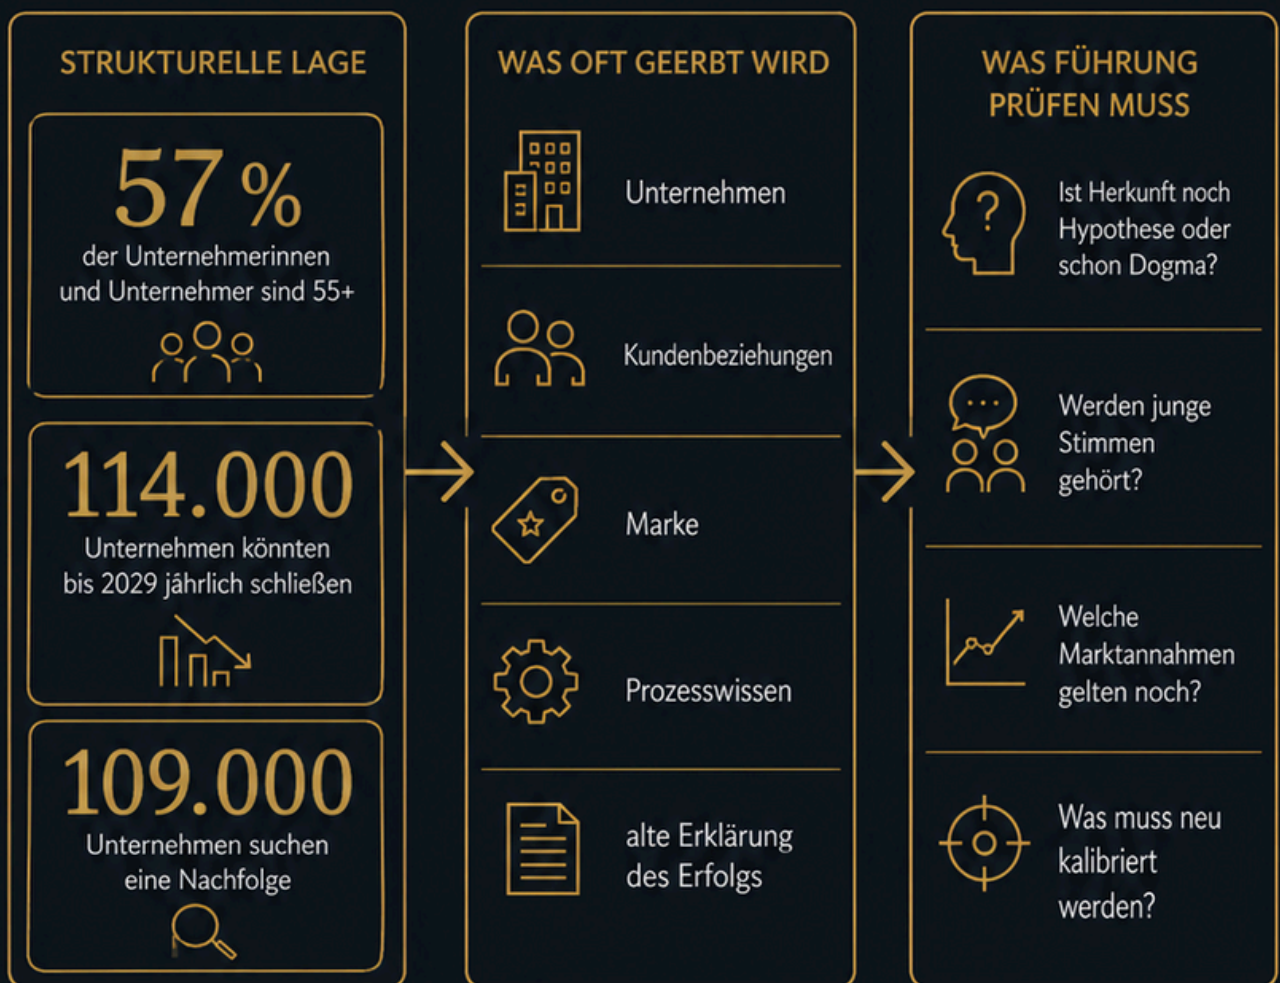 STRUKTURELLE LAGE
57 %
der Unternehmerinnen
und Unternehmer sind 55+
114.000
Unternehmen könnten
bis 2029 jährlich schließen
109.000
Unternehmen suchen
eine Nachfolge
WAS OFT GEERBT WIRD
Unternehmen
Kundenbeziehungen
Marke
Prozesswissen
alte Erklärung
des Erfolgs
WAS FÜHRUNG
PRÜFEN MUSS
?
Ist Herkunft noch
Hypothese oder
schon Dogma?
Werden junge
Stimmen
gehört?
Welche
Marktannahmen
gelten noch?
Was muss neu
kalibriert
werden?